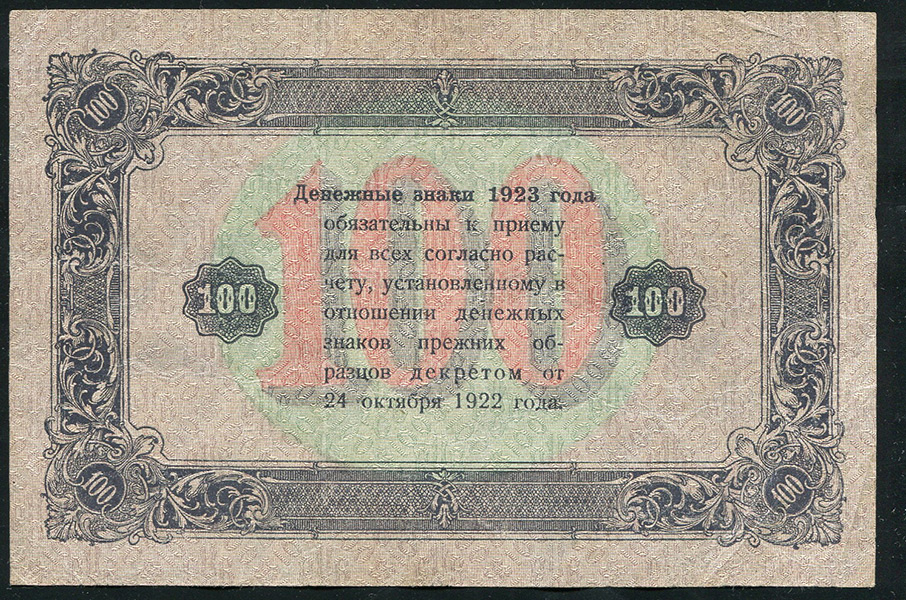 100 100
Денежные знаки 1923 года
обязательны к приему
для всех согласно рас-
чету, установленному в
100 100 100
отношении денежных
знаков прежних об-
разцов декретом от
24 октября 1922 года.
100 100